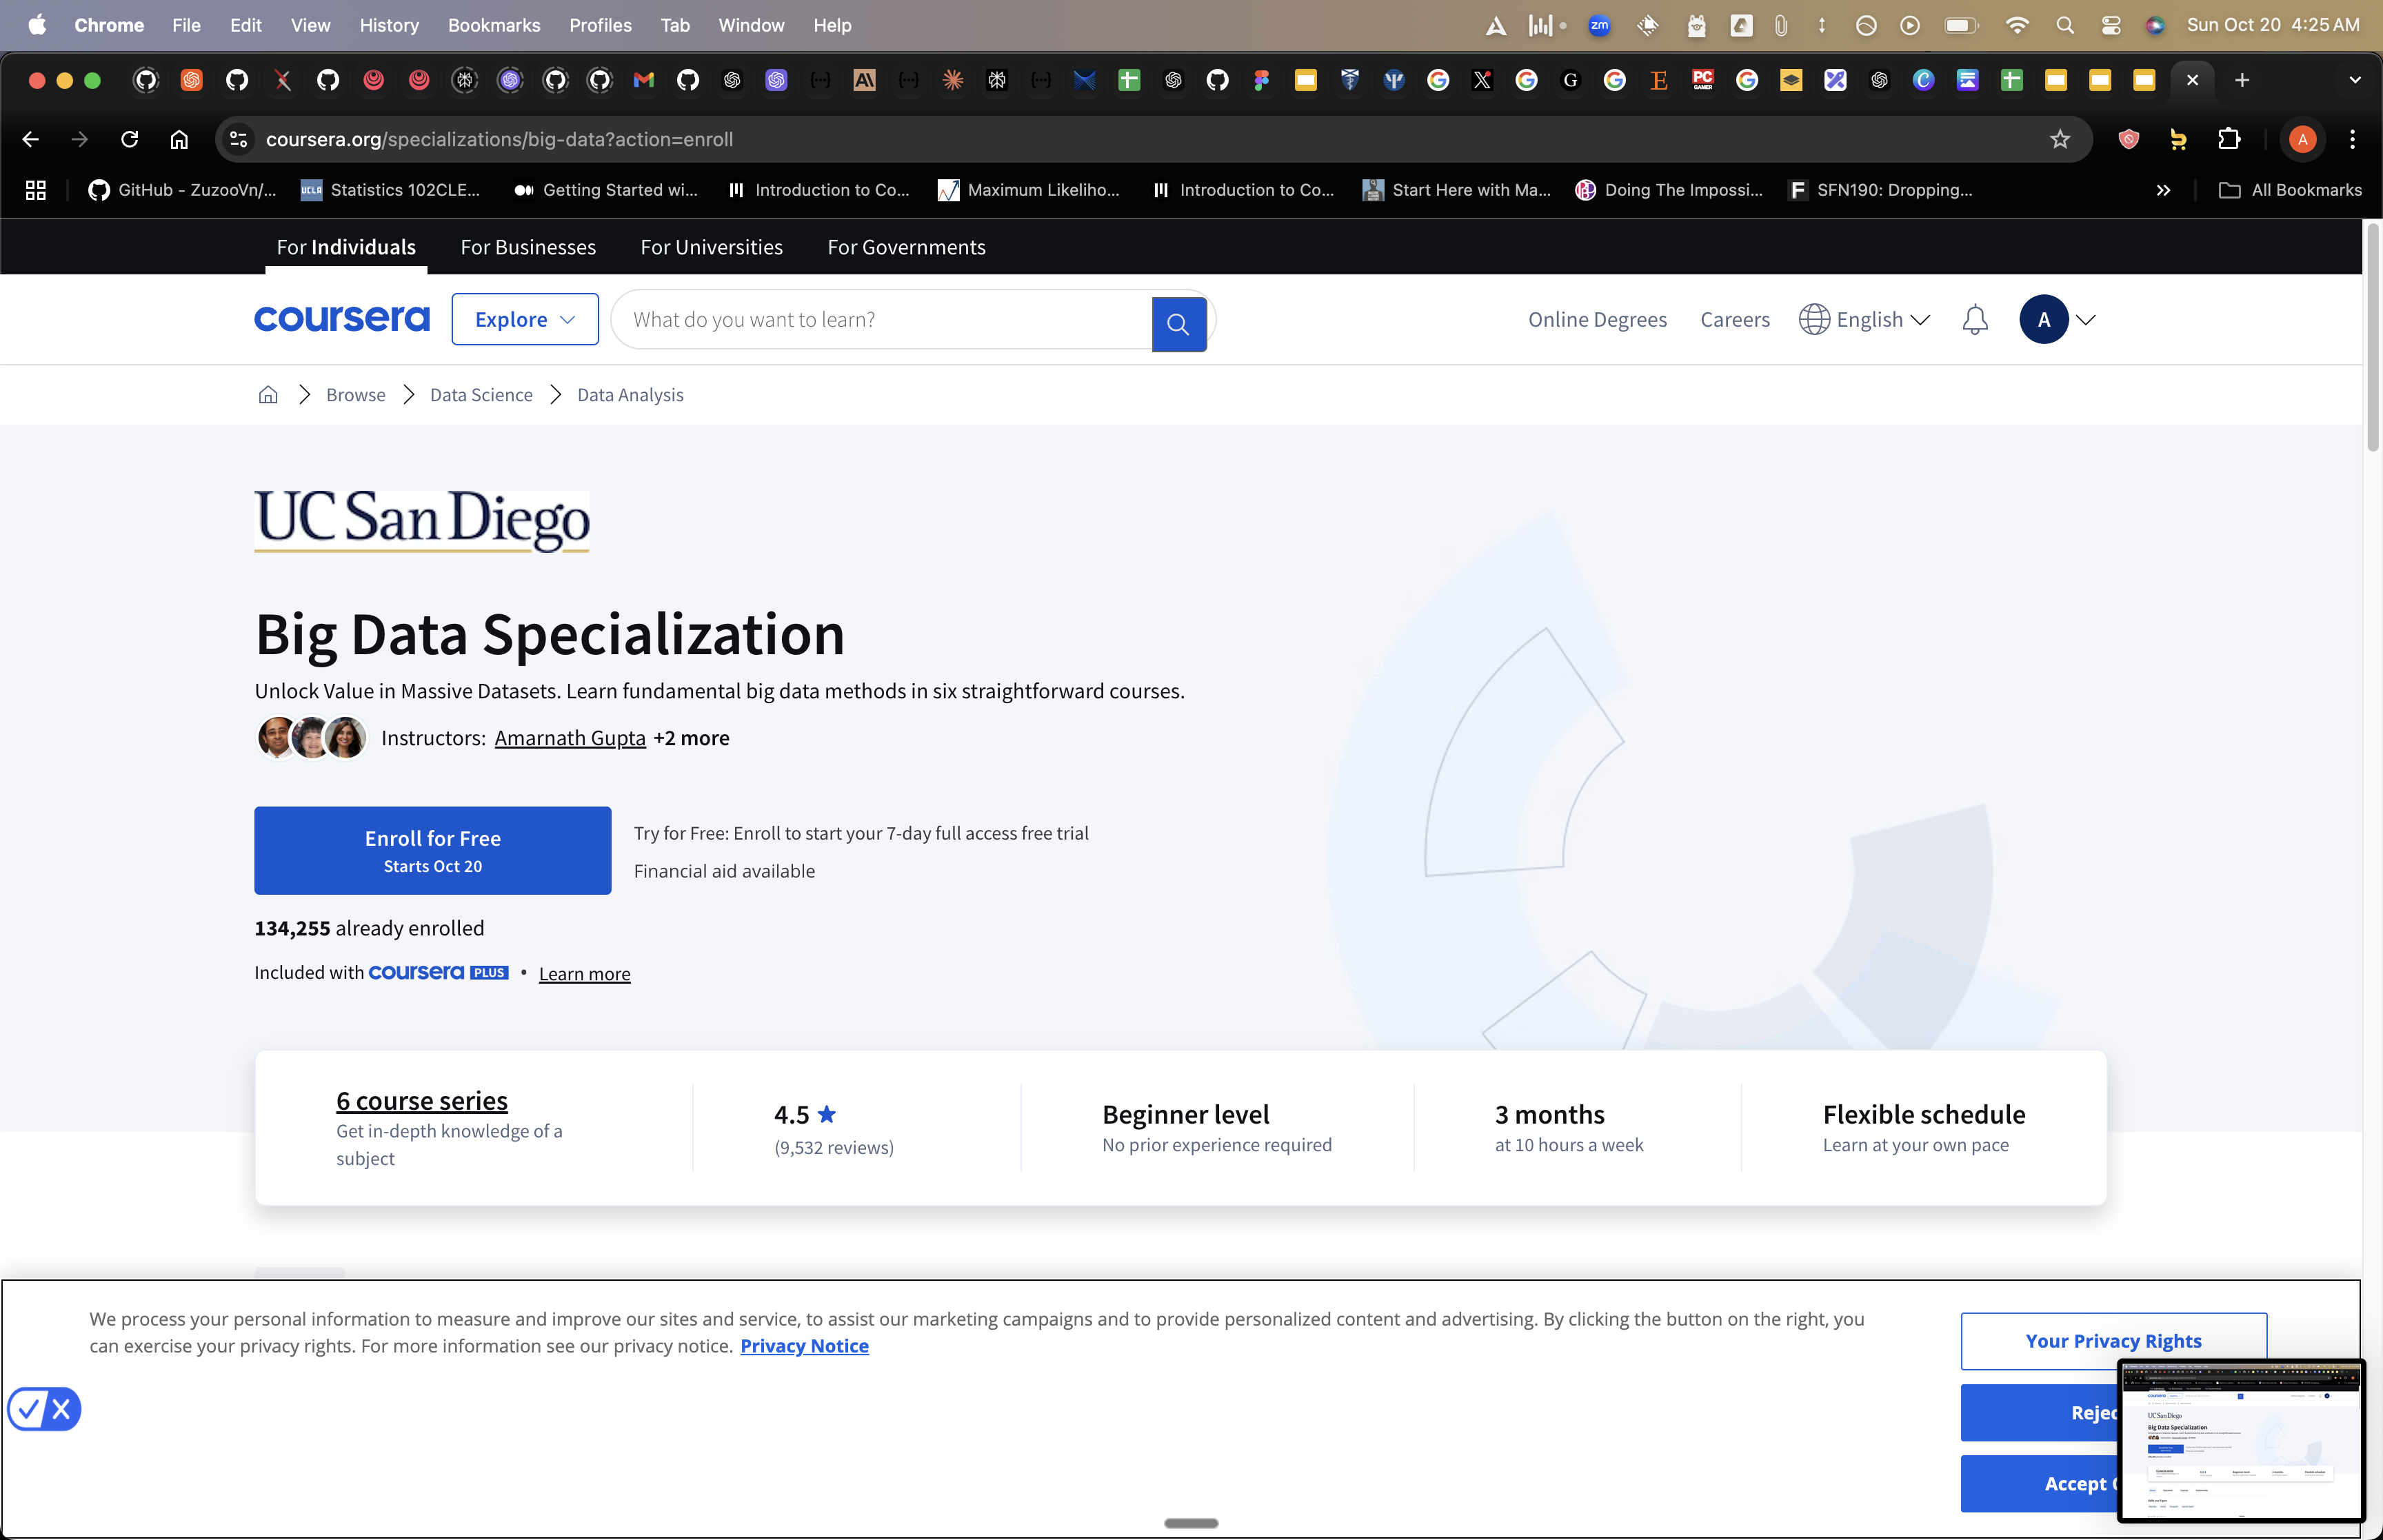 Chrome File Edit View History Bookmarks Profiles Tab Window Help
zm
Sun Oct 20 4:25 AM
coursera.org/specializations/big-data?action=enroll
A
GitHub - ZuzooVn/...
UCLA Statistics 102CLE...
Getting Started wi...
Introduction to Co...
Maximum Likeliho...
Introduction to Co...
Start Here with Ma...
Doing The Impossi...
F SFN190: Dropping...
All Bookmarks
For Individuals For Businesses For Universities For Governments
coursera Explore What do you want to learn? Online Degrees Careers English A
Browse Data Science Data Analysis
UC San Diego
Big Data Specialization
Unlock Value in Massive Datasets. Learn fundamental big data methods in six straightforward courses.
Instructors: Amarnath Gupta +2 more
Enroll for Free
Starts Oct 20
Try for Free: Enroll to start your 7-day full access free trial
Financial aid available
134,255 already enrolled
Included with coursera PLUS • Learn more
6 course series
Get in-depth knowledge of a
subject
4.5
(9,532 reviews)
Beginner level
No prior experience required
3 months
at 10 hours a week
Flexible schedule
Learn at your own pace
We process your personal information to measure and improve our sites and service, to assist our marketing campaigns and to provide personalized content and advertising. By clicking the button on the right, you
can exercise your privacy rights. For more information see our privacy notice. Privacy Notice
Your Privacy Rights
Rejec
Accept
UC San Diego
Big Data Specialization